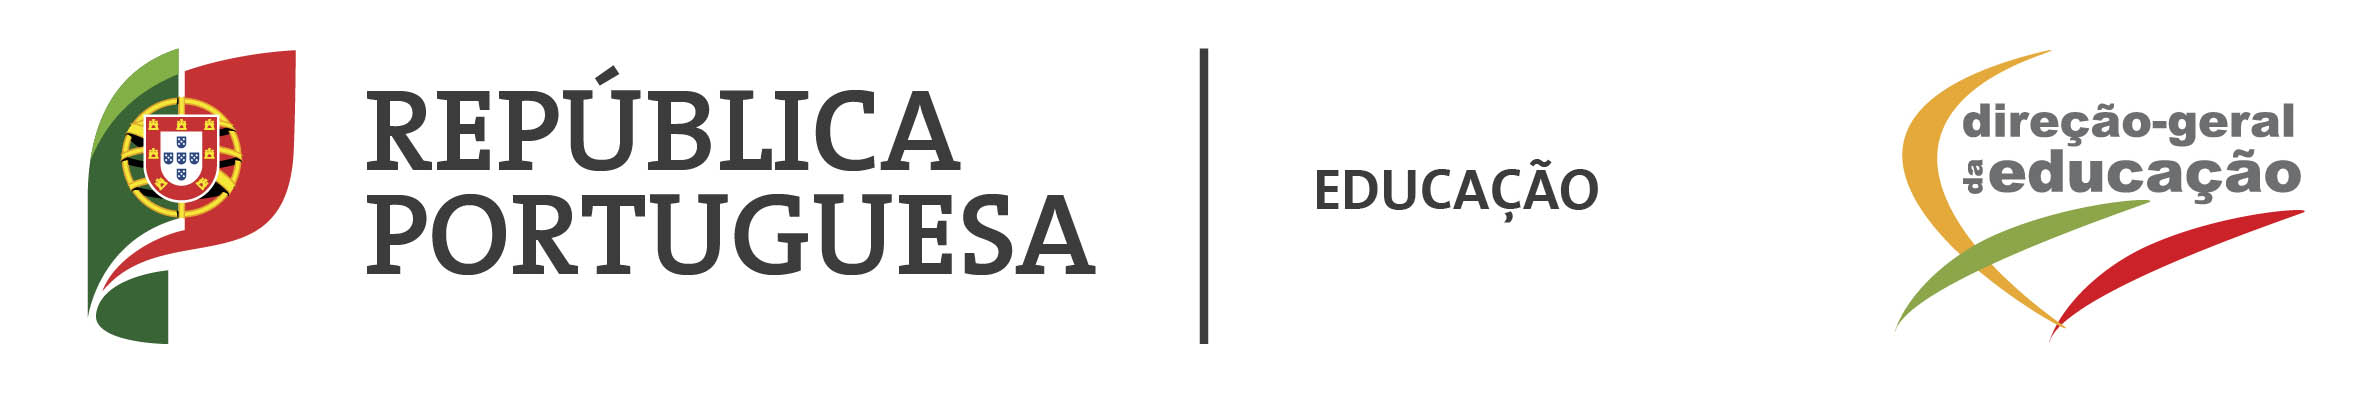 REPÚBLICA
PORTUGUESA
EDUCAÇÃO
direção-geral
da educação